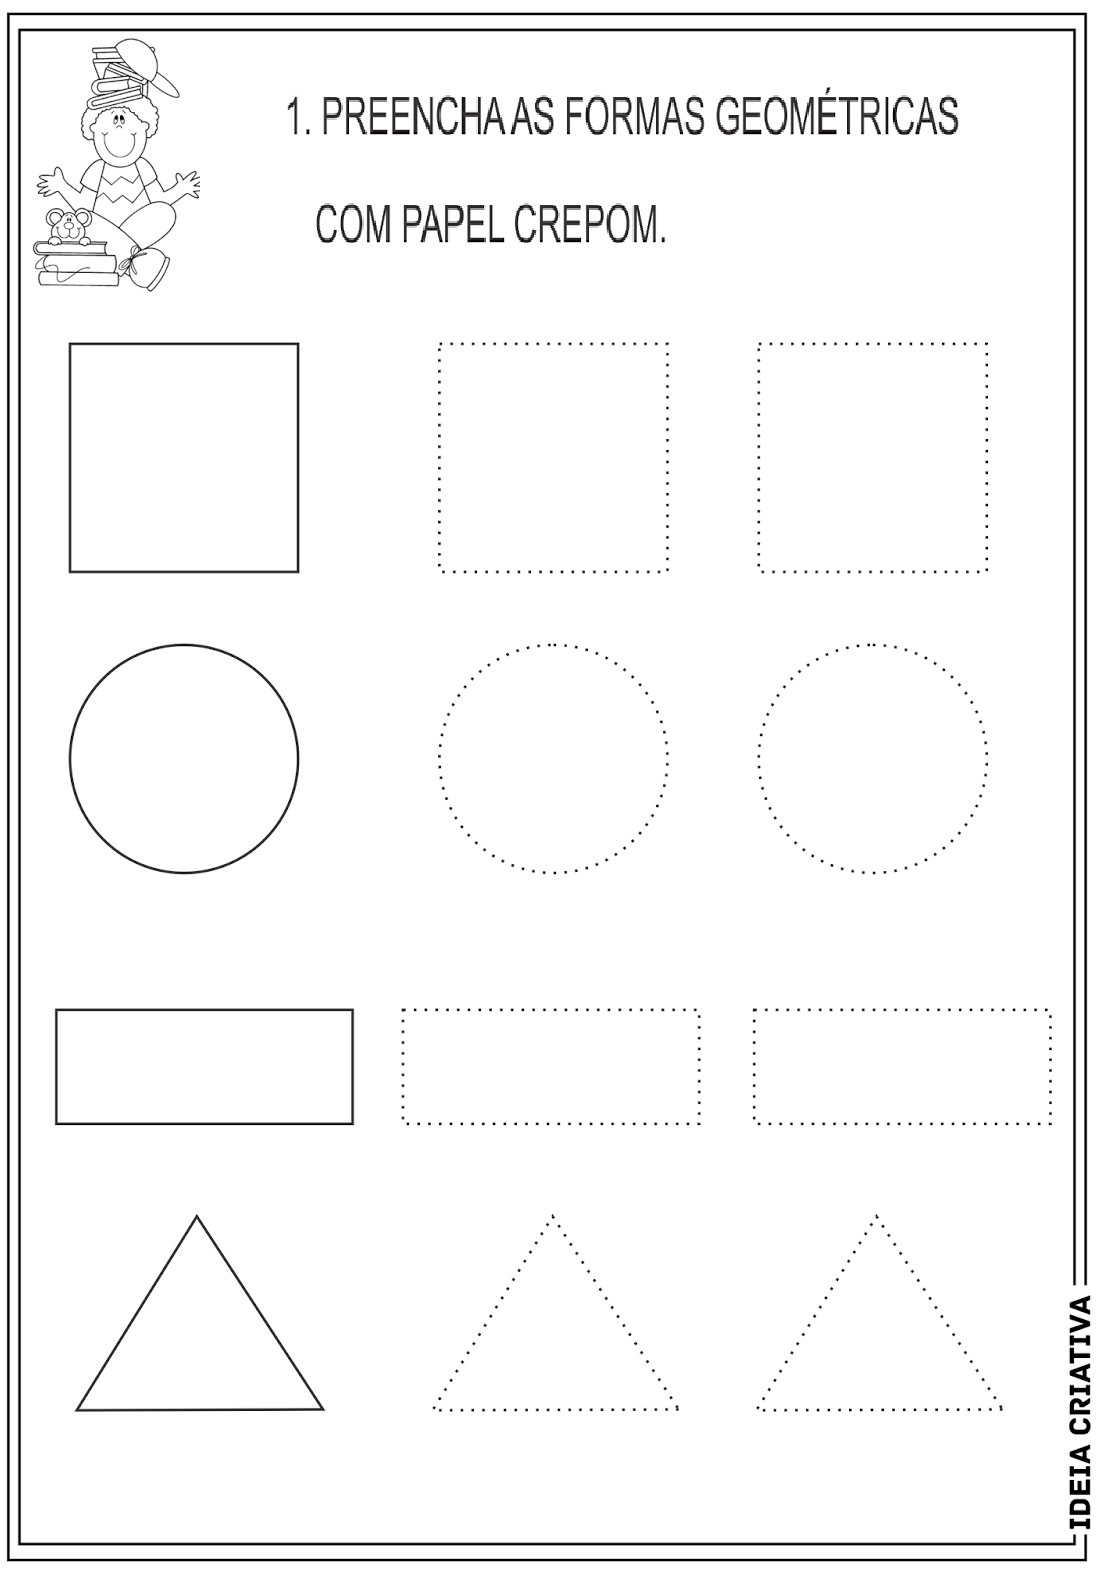 1. PREENCHA AS FORMAS GEOMÉTRICAS
COM PAPEL CREPOM.
IDEIA CRIATIVA